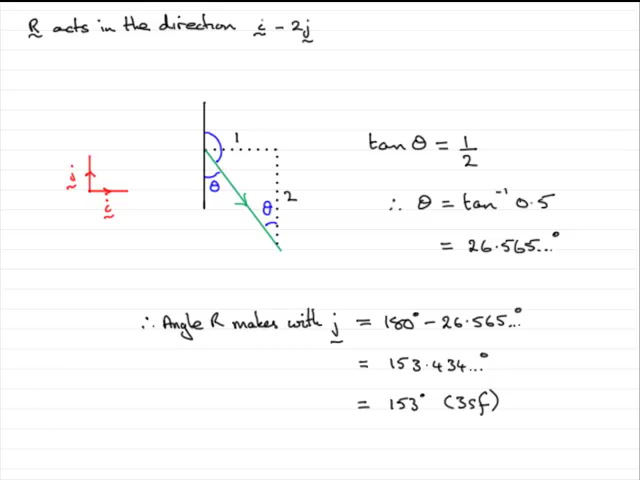 R acts in the direction i - 2j
1
tan θ = 1/2
j
i
θ
θ
2
∴ θ = tan⁻¹ 0.5
= 26.565...°
∴ Angle R makes with j = 180° - 26.565...°
= 153.434...°
= 153° (3sf)